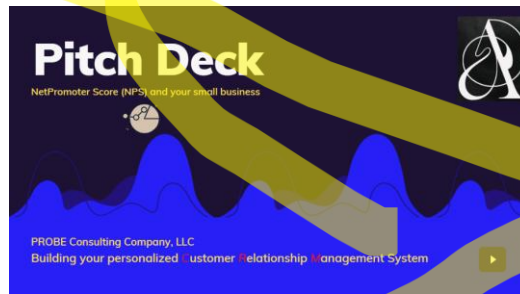 Pitch Deck
NetPromoter Score (NPS) and your small business
PROBE Consulting Company, LLC
Building your personalized Customer Relationship Management System